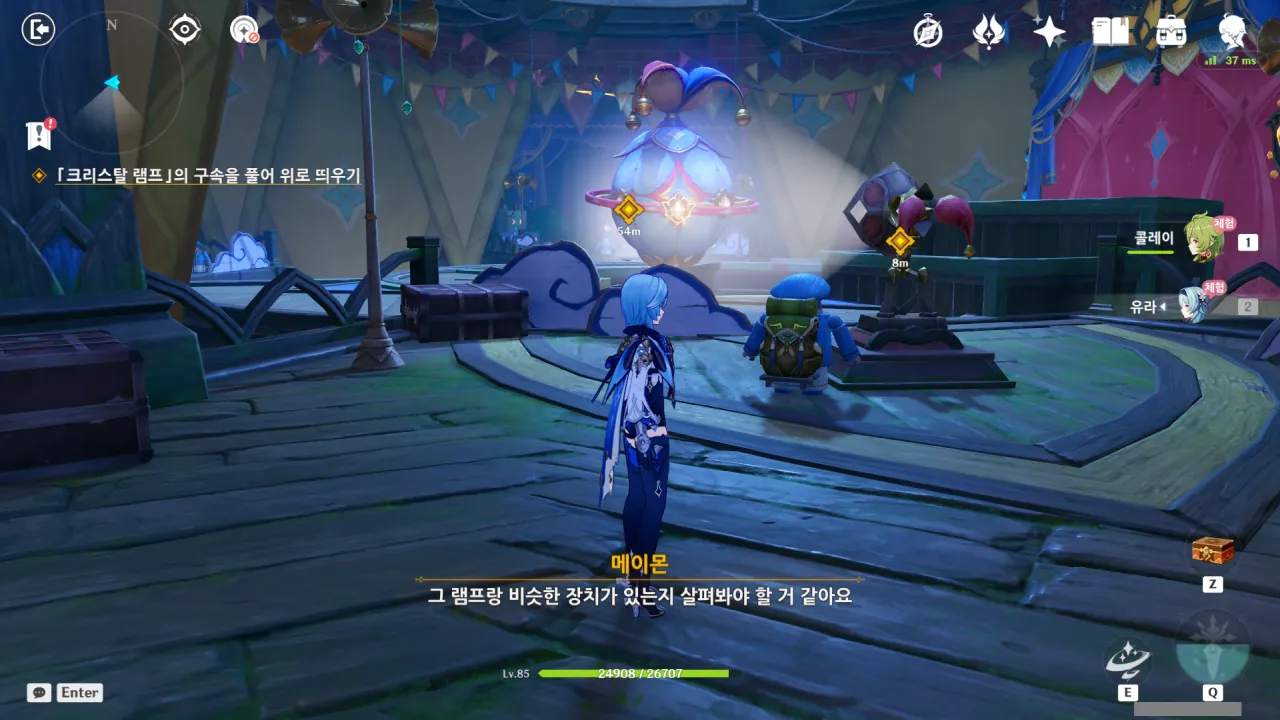 N
37 ms
「크리스탈 램프」의 구속을 풀어 위로 띄우기
54m
8m
콜레이
체험
1
유라
체험
2
Z
메이몬
그 램프랑 비슷한 장치가 있는지 살펴봐야 할 거 같아요
Lv.85
24908 / 26707
Enter
E
Q